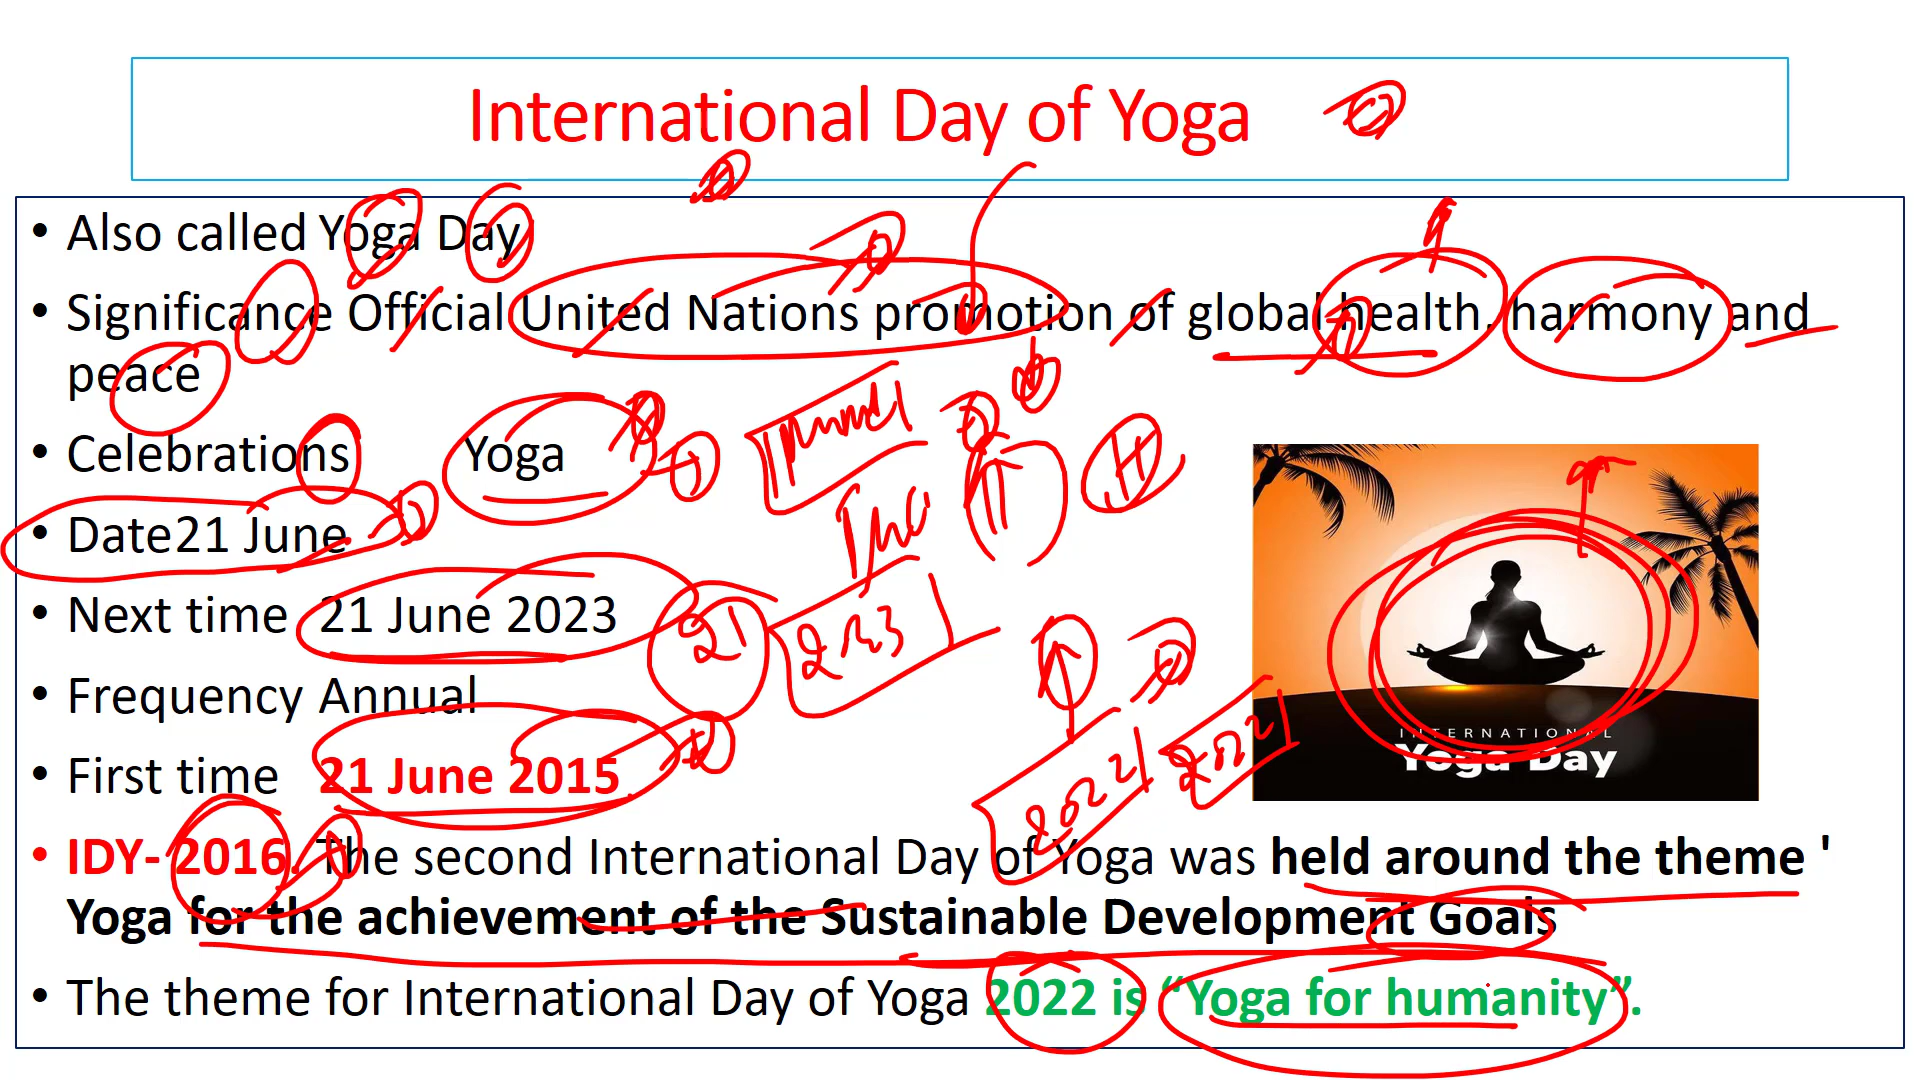 International Day of Yoga
• Also called Yoga Day
• Significance Official United Nations promotion of global health, harmony and
peace
• Celebrations Yoga
• Date21 June
• Next time 21 June 2023
21
• Frequency Annual
• First time 21 June 2015
2022
2022
INTERNATIONAL
Yoga Day
• IDY- 2016. The second International Day of Yoga was held around the theme '
Yoga for the achievement of the Sustainable Development Goals
• The theme for International Day of Yoga 2022 is “Yoga for humanity”.